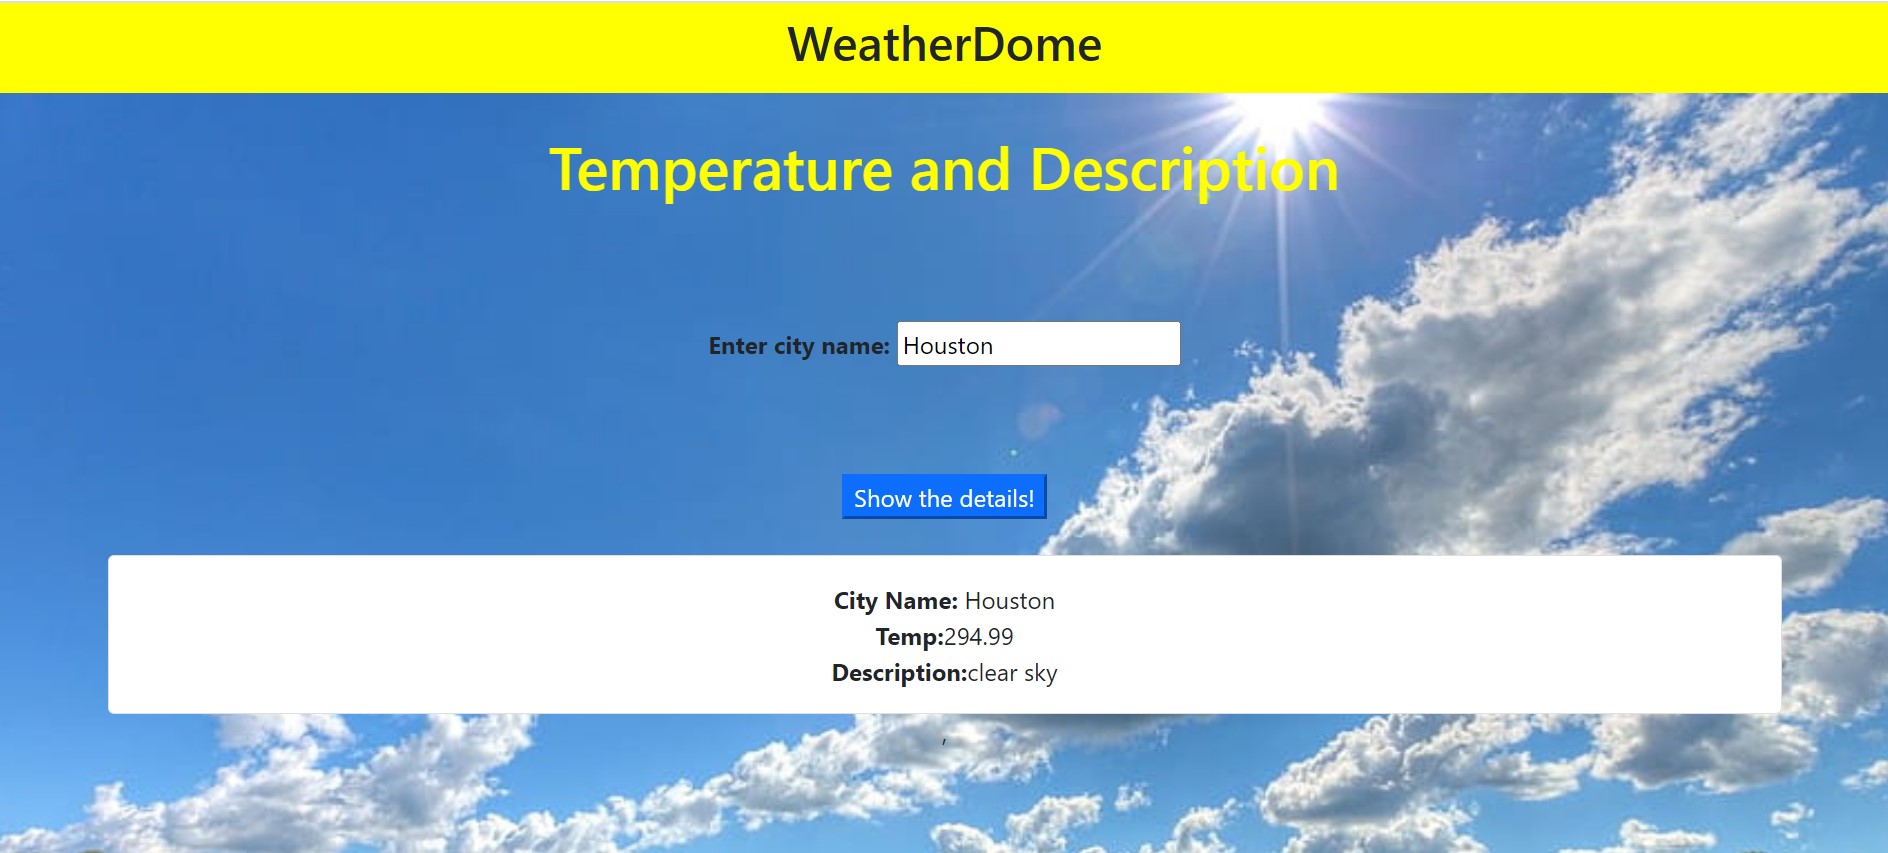 WeatherDome
Temperature and Description
Enter city name: Houston
Show the details!
City Name: Houston
Temp:294.99
Description:clear sky
,